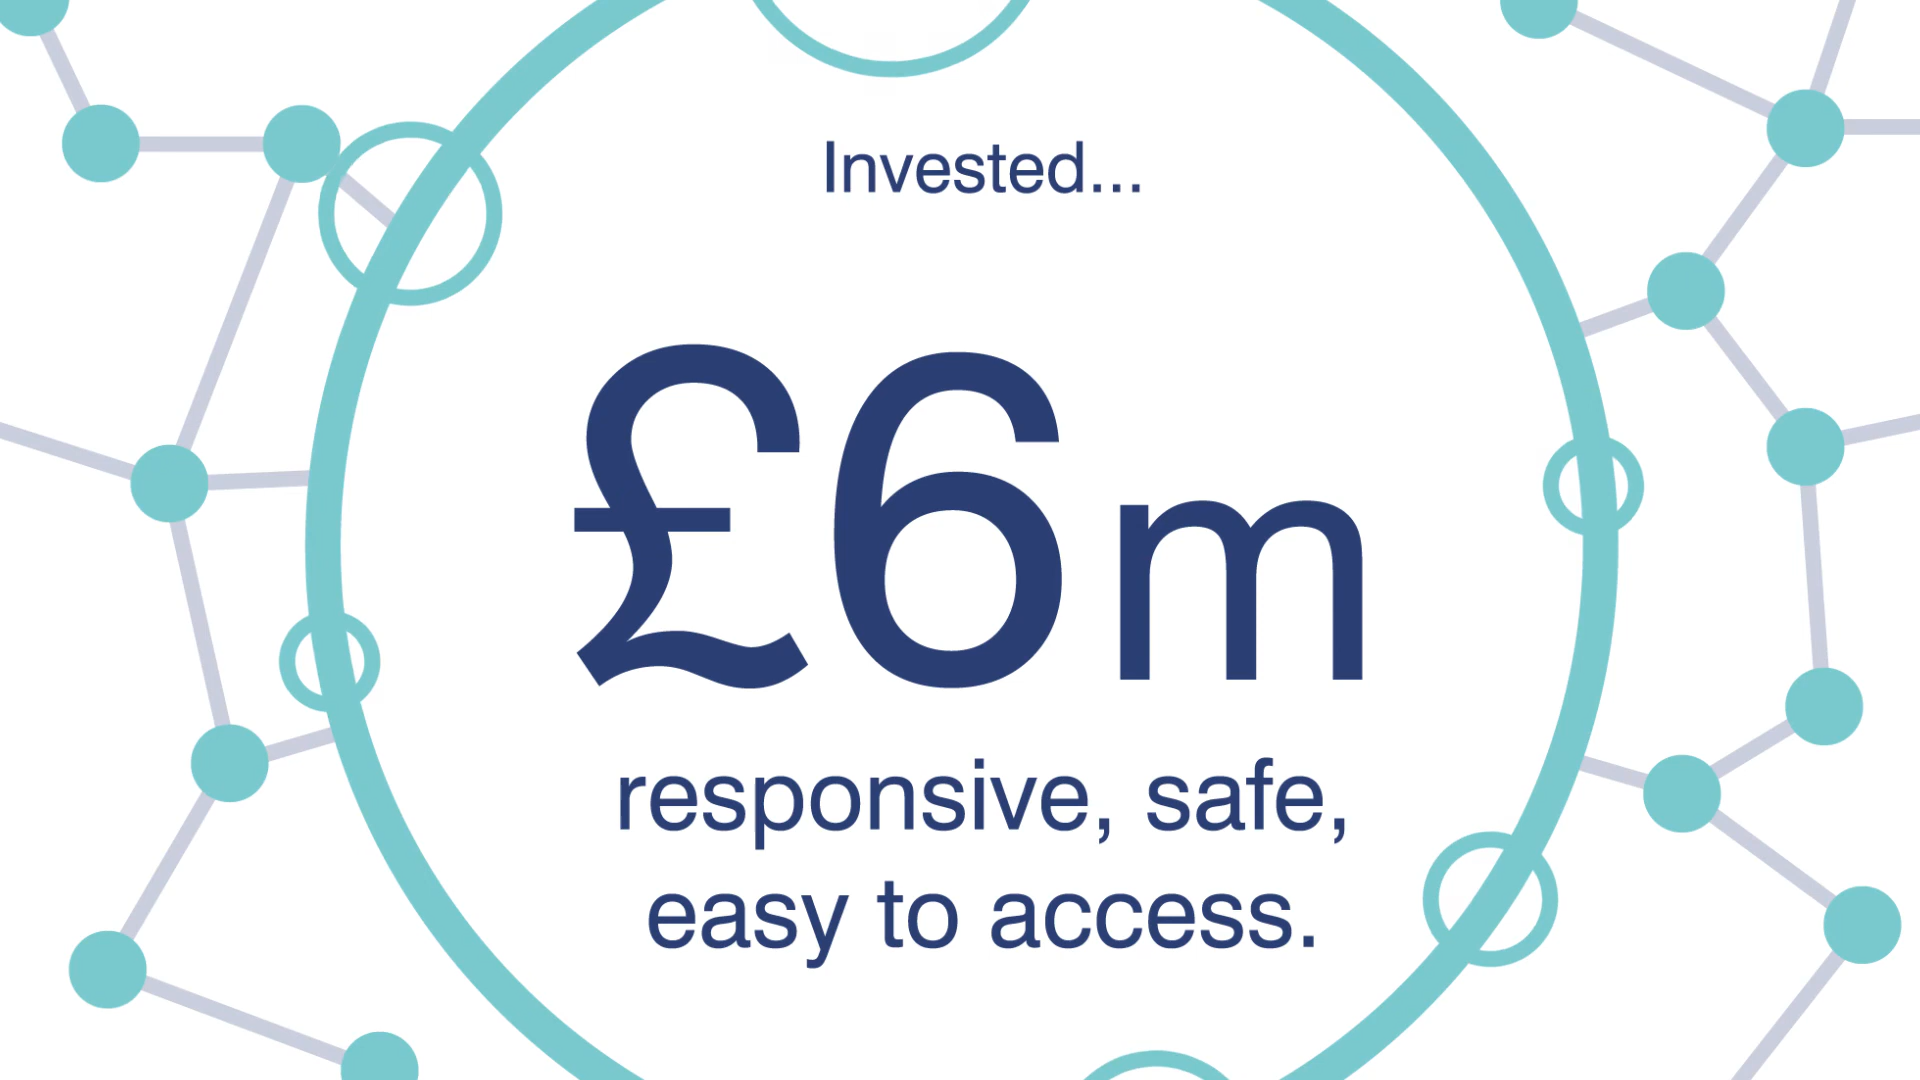 Invested...
£6m
responsive, safe,
easy to access.